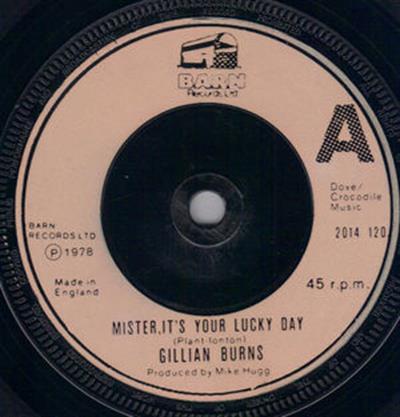 BARN
Records Ltd
A
Dove/
Crocodile
Music
2014 120
BARN
RECORDS LTD
℗ 1978
Made in
England
45 r.p.m.
MISTER, IT'S YOUR LUCKY DAY
(Plant-Ionton)
GILLIAN BURNS
Produced by Mike Hugg